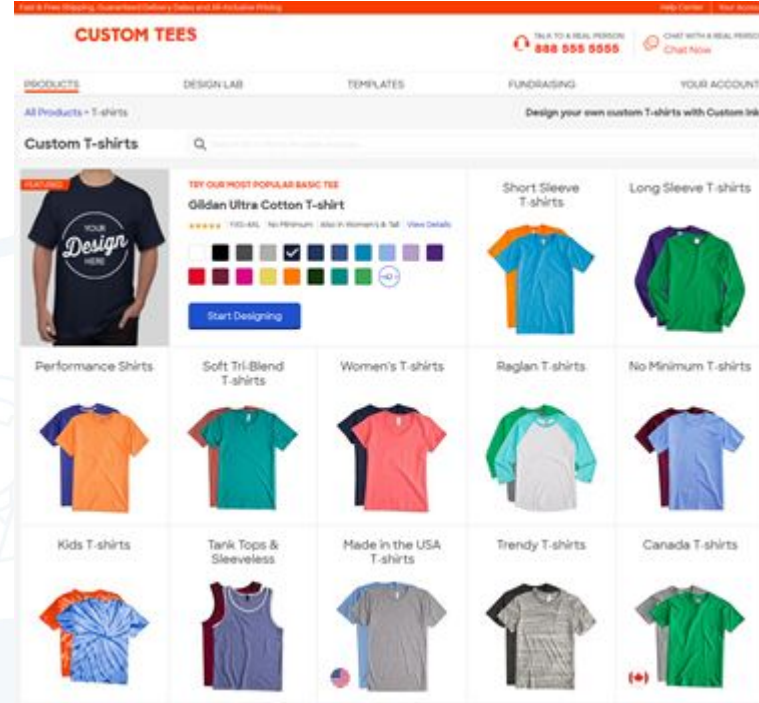 Fast & Free Shipping, Guaranteed Delivery Dates and All-Inclusive Pricing
Help Center Your Account
CUSTOM TEES
TALK TO A REAL PERSON
888 555 5555
CHAT WITH A REAL PERSON
Chat Now
PRODUCTS DESIGN LAB TEMPLATES FUNDRAISING YOUR ACCOUNT
All Products T-shirts
Design your own custom T-shirts with Custom Ink
Custom T-shirts
FEATURED
YOUR
Design
HERE
TRY OUR MOST POPULAR BASIC TEE
Gildan Ultra Cotton T-shirt
No Minimum Also in Women's & Tall View Details
Start Designing
Short Sleeve
T-shirts
Long Sleeve T-shirts
Performance Shirts
Soft Tri-Blend
T-shirts
Women's T-shirts
Raglan T-shirts
No Minimum T-shirts
Kids T-shirts
Tank Tops &
Sleeveless
Made in the USA
T-shirts
Trendy T-shirts
Canada T-shirts